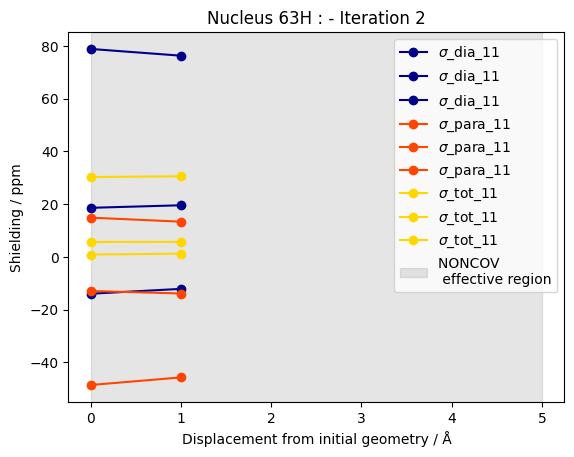 Nucleus 63H : - Iteration 2
80
60
40
20
0
−20
−40
Shielding / ppm
0 1 2 3 4 5
Displacement from initial geometry / Å
σ_dia_11
σ_dia_11
σ_dia_11
σ_para_11
σ_para_11
σ_para_11
σ_tot_11
σ_tot_11
σ_tot_11
NONCOV
effective region